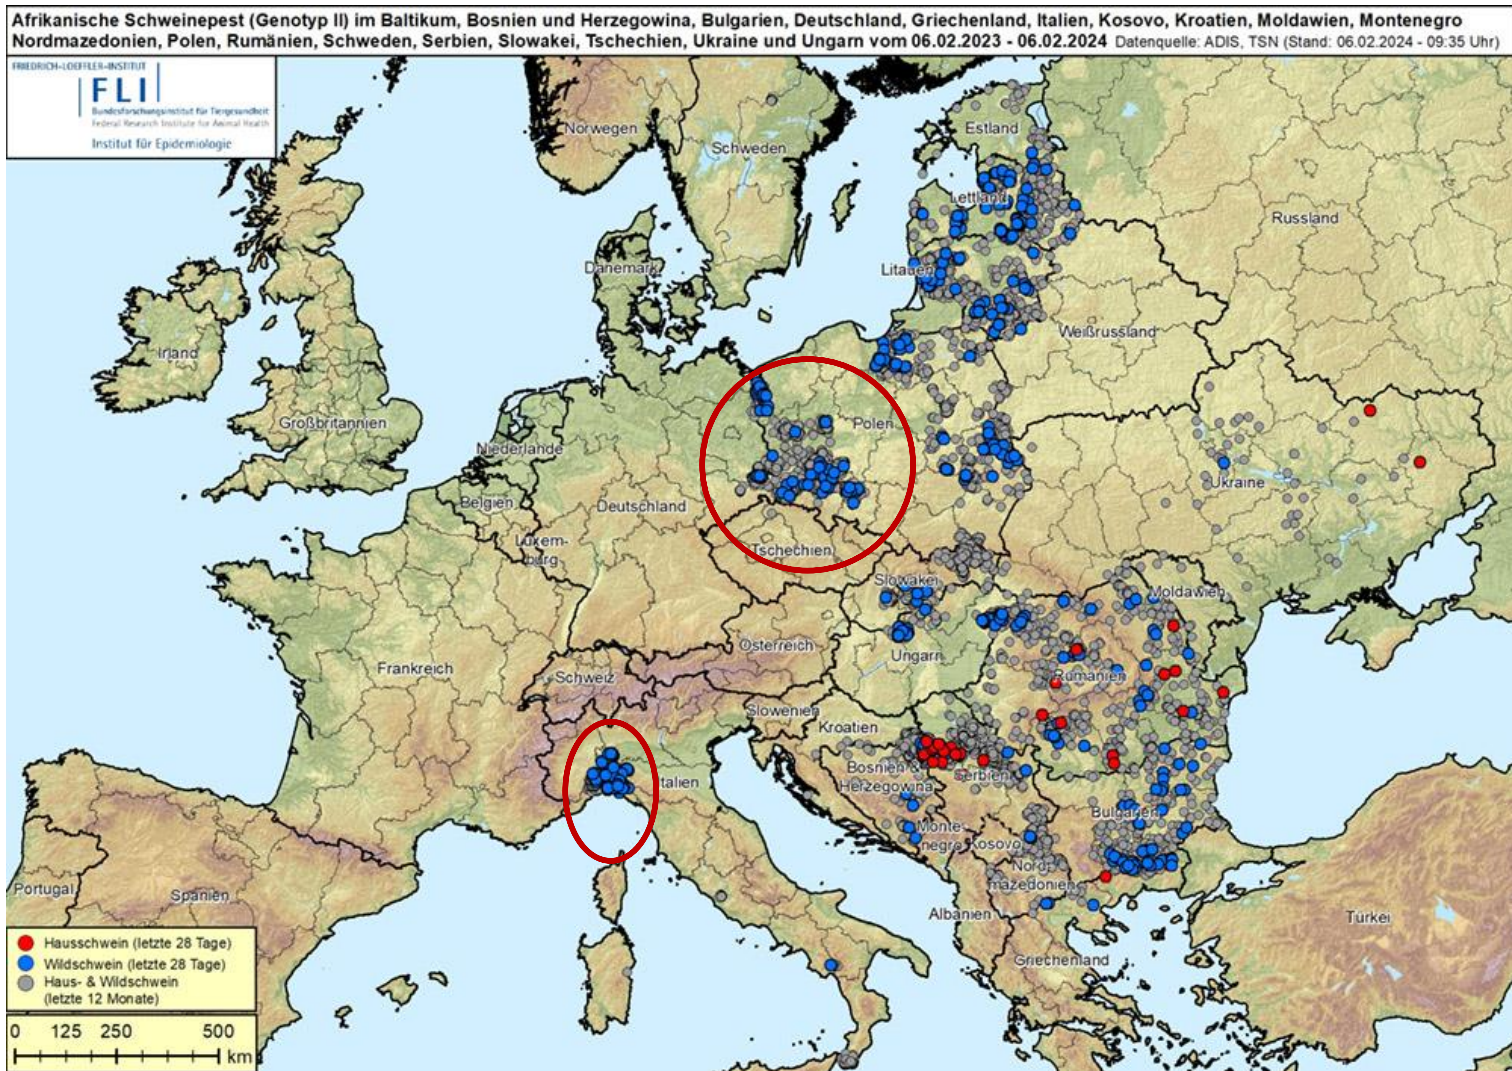 Afrikanische Schweinepest (Genotyp II) im Baltikum, Bosnien und Herzegowina, Bulgarien, Deutschland, Griechenland, Italien, Kosovo, Kroatien, Moldawien, Montenegro
Nordmazedonien, Polen, Rumänien, Schweden, Serbien, Slowakei, Tschechien, Ukraine und Ungarn vom 06.02.2023 - 06.02.2024 Datenquelle: ADIS, TSN (Stand: 06.02.2024 - 09:35 Uhr)
FRIEDRICH-LOEFFLER-INSTITUT
FLI
Bundesforschungsinstitut für Tiergesundheit
Federal Research Institute for Animal Health
Institut für Epidemiologie
Norwegen
Estland
Schweden
Lettland
Russland
Dänemark
Litauen
Weißrussland
Irland
Großbritannien
Polen
Niederlande
Ukraine
Belgien
Deutschland
Luxem-
burg
Tschechien
Slowakei
Moldawien
Österreich
Ungarn
Frankreich
Schweiz
Rumänien
Slowenien
Kroatien
Bosnien &
Herzegowina
Serbien
Italien
Bulgarien
Monte-
negro
Kosovo
Nord-
mazedonien
Portugal
Spanien
Albanien
Türkei
Griechenland
Hausschwein (letzte 28 Tage)
Wildschwein (letzte 28 Tage)
Haus- & Wildschwein
(letzte 12 Monate)
0 125 250 500
km